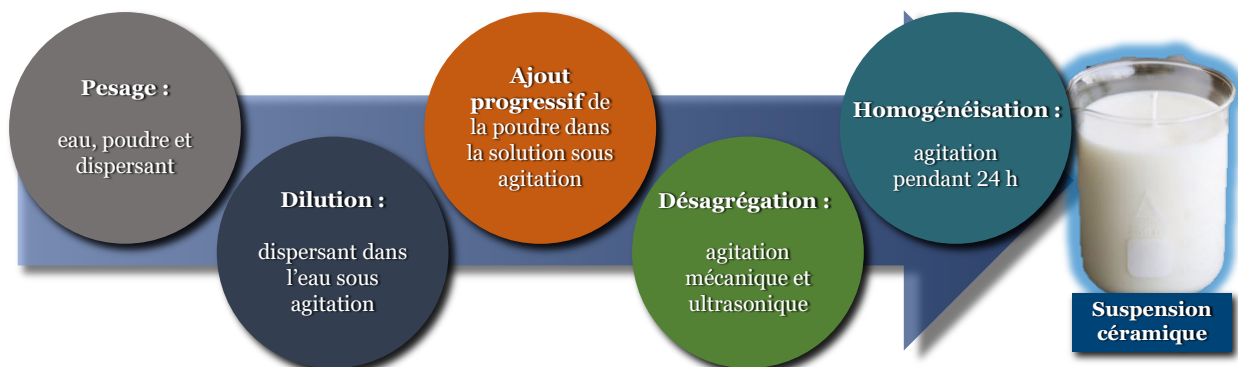 Pesage :
eau, poudre et
dispersant
Dilution :
dispersant dans
l'eau sous
agitation
Ajout
progressif de
la poudre dans
la solution sous
agitation
Désagrégation :
agitation
mécanique et
ultrasonique
Homogénéisation :
agitation
pendant 24 h
Suspension
céramique